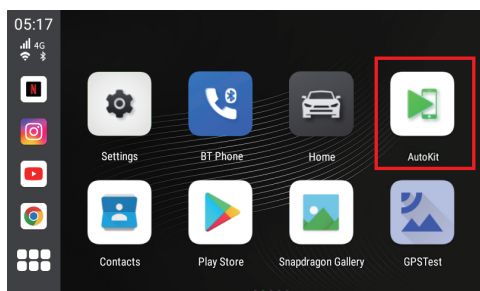 05:17
4G
N
Settings
BT Phone
Home
AutoKit
Contacts
Play Store
Snapdragon Gallery
GPSTest